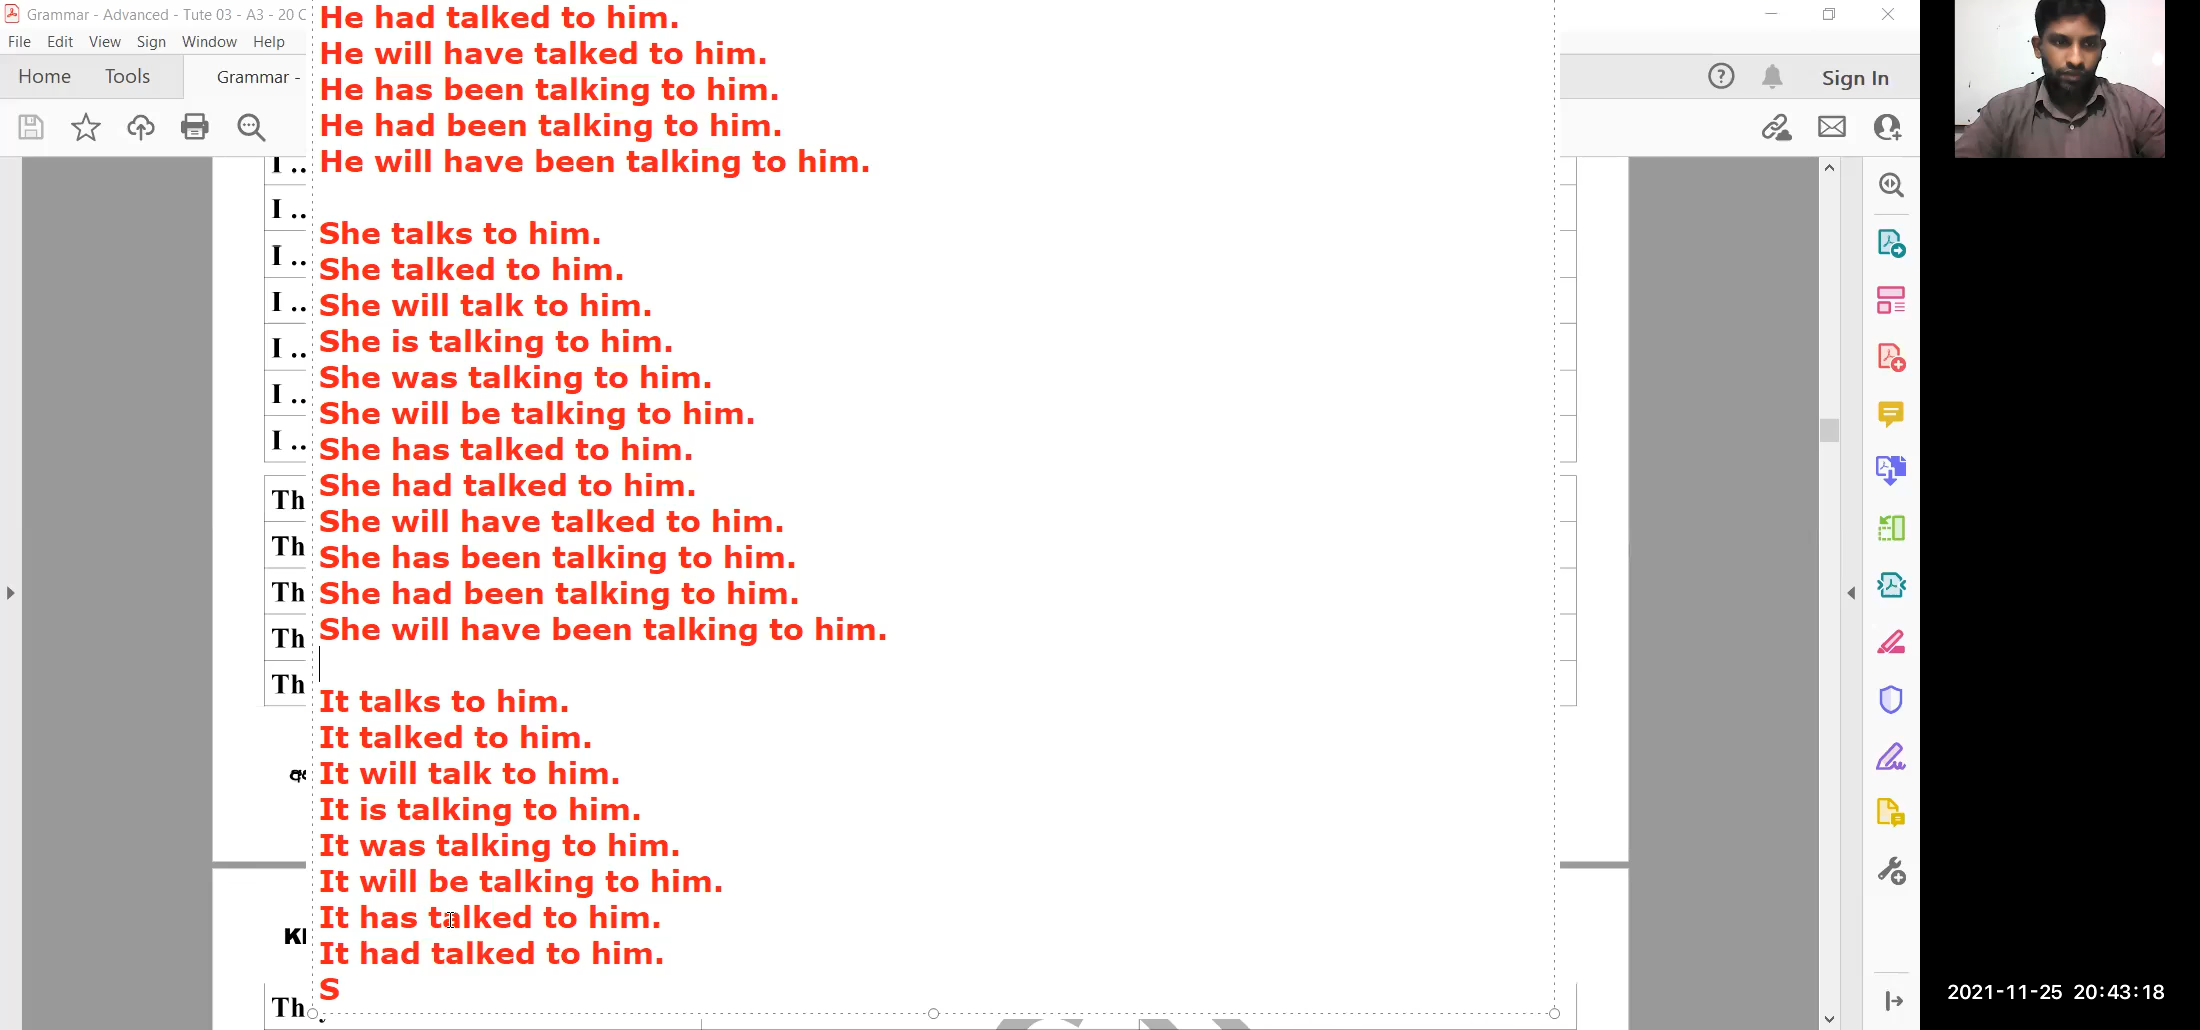 Grammar - Advanced - Tute 03 - A3 - 20 C
File Edit View Sign Window Help
Home Tools Grammar -
Sign In
He had talked to him.
He will have talked to him.
He has been talking to him.
He had been talking to him.
He will have been talking to him.
I ..
I ..
I ..
I ..
I ..
I ..
I ..
She talks to him.
She talked to him.
She will talk to him.
She is talking to him.
She was talking to him.
She will be talking to him.
She has talked to him.
She had talked to him.
She will have talked to him.
She has been talking to him.
She had been talking to him.
She will have been talking to him.
Th
Th
Th
Th
Th
It talks to him.
It talked to him.
It will talk to him.
It is talking to him.
It was talking to him.
It will be talking to him.
It has talked to him.
It had talked to him.
S
Th
2021-11-25 20:43:18